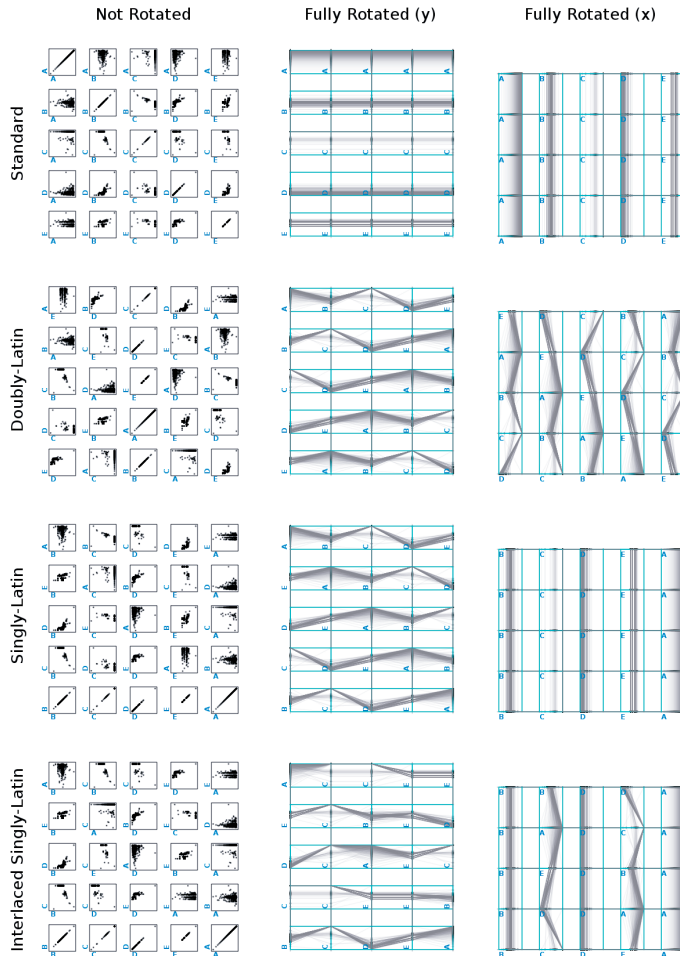 Not Rotated
Fully Rotated (y)
Fully Rotated (x)
Standard
A A A A A
A B C D E
B B B B B
A B C D E
C C C C C
A B C D E
D D D D D
A B C D E
E E E E E
A B C D E
A A A A A
B B B B B
C C C C C
D D D D D
E E E E E
A B C D E
A B C D E
A B C D E
A B C D E
A B C D E
Doubly-Latin
A B C D E
E D C B A
B C D E A
A E D C B
C D E A B
B A E D C
D E A B C
C B A E D
E A B C D
D C B A E
A B C D E
B C D E A
C D E A B
D E A B C
E A B C D
E D C B A
A E D C B
B A E D C
C B A E D
D C B A E
Singly-Latin
A B C D E
B C D E A
E A B C D
B C D E A
D E A B C
B C D E A
C D E A B
B C D E A
B C D E A
B C D E A
A B C D E
E A B C D
D E A B C
C D E A B
B C D E A
B C D E A
B C D E A
B C D E A
B C D E A
B C D E A
Interlaced Singly-Latin
A C C E E
B B D D A
E C B E D
B A D C A
D C A E C
B E D B A
C C E E B
B D D A A
B C D E A
B C D E A
A C C E E
E C B E D
D C A E C
C C E E B
B C D E A
B B D D A
B A D C A
B E D B A
B D D A A
B C D E A